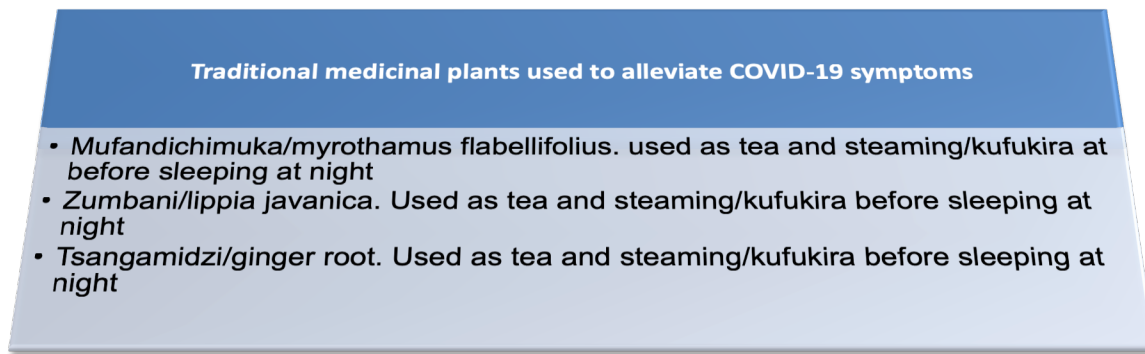 Traditional medicinal plants used to alleviate COVID-19 symptoms
• Mufandichimuka/myrothamus flabellifolius. used as tea and steaming/kufukira at
before sleeping at night
• Zumbani/lippia javanica. Used as tea and steaming/kufukira before sleeping at
night
• Tsangamidzi/ginger root. Used as tea and steaming/kufukira before sleeping at
night